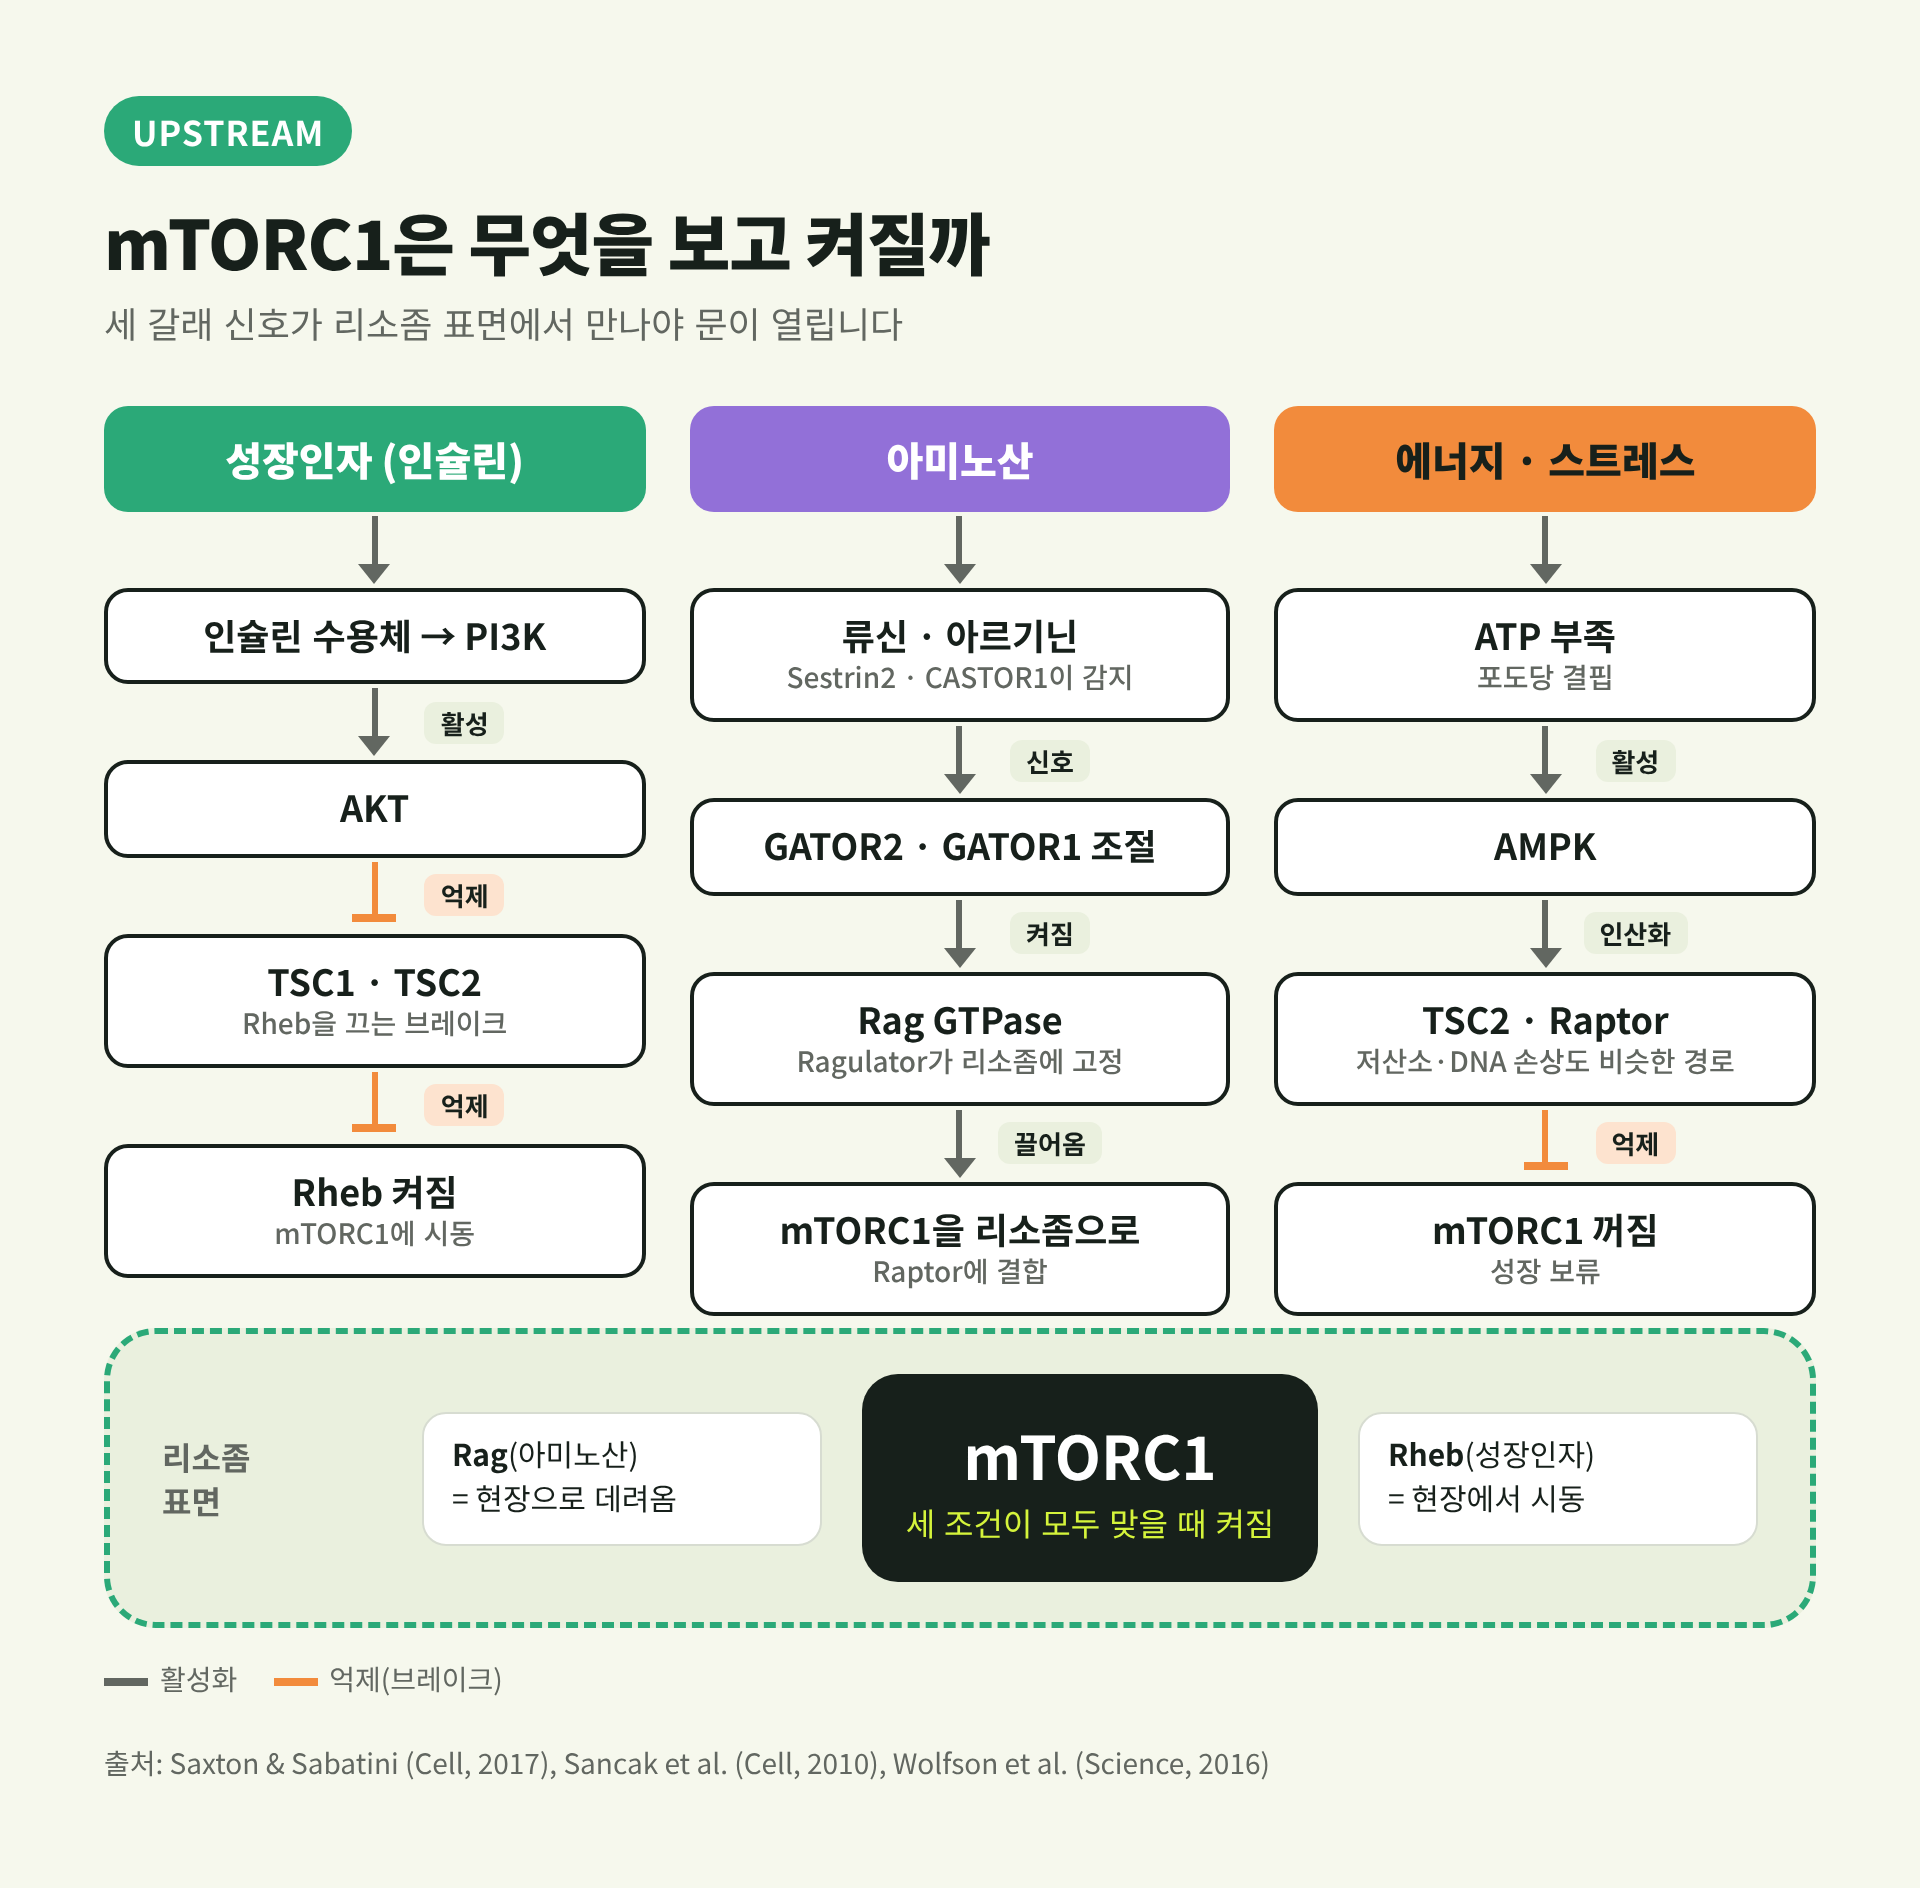 UPSTREAM
mTORC1은 무엇을 보고 켜질까
세 갈래 신호가 리소좀 표면에서 만나야 문이 열립니다
성장인자 (인슐린)
인슐린 수용체 → PI3K
활성
AKT
억제
TSC1 · TSC2
Rheb을 끄는 브레이크
억제
Rheb 켜짐
mTORC1에 시동
아미노산
류신 · 아르기닌
Sestrin2 · CASTOR1이 감지
신호
GATOR2 · GATOR1 조절
켜짐
Rag GTPase
Ragulator가 리소좀에 고정
끌어옴
mTORC1을 리소좀으로
Raptor에 결합
에너지 · 스트레스
ATP 부족
포도당 결핍
활성
AMPK
인산화
TSC2 · Raptor
저산소·DNA 손상도 비슷한 경로
억제
mTORC1 꺼짐
성장 보류
리소좀
표면
Rag(아미노산)
= 현장으로 데려옴
mTORC1
세 조건이 모두 맞을 때 켜짐
Rheb(성장인자)
= 현장에서 시동
활성화
억제(브레이크)
출처: Saxton & Sabatini (Cell, 2017), Sancak et al. (Cell, 2010), Wolfson et al. (Science, 2016)